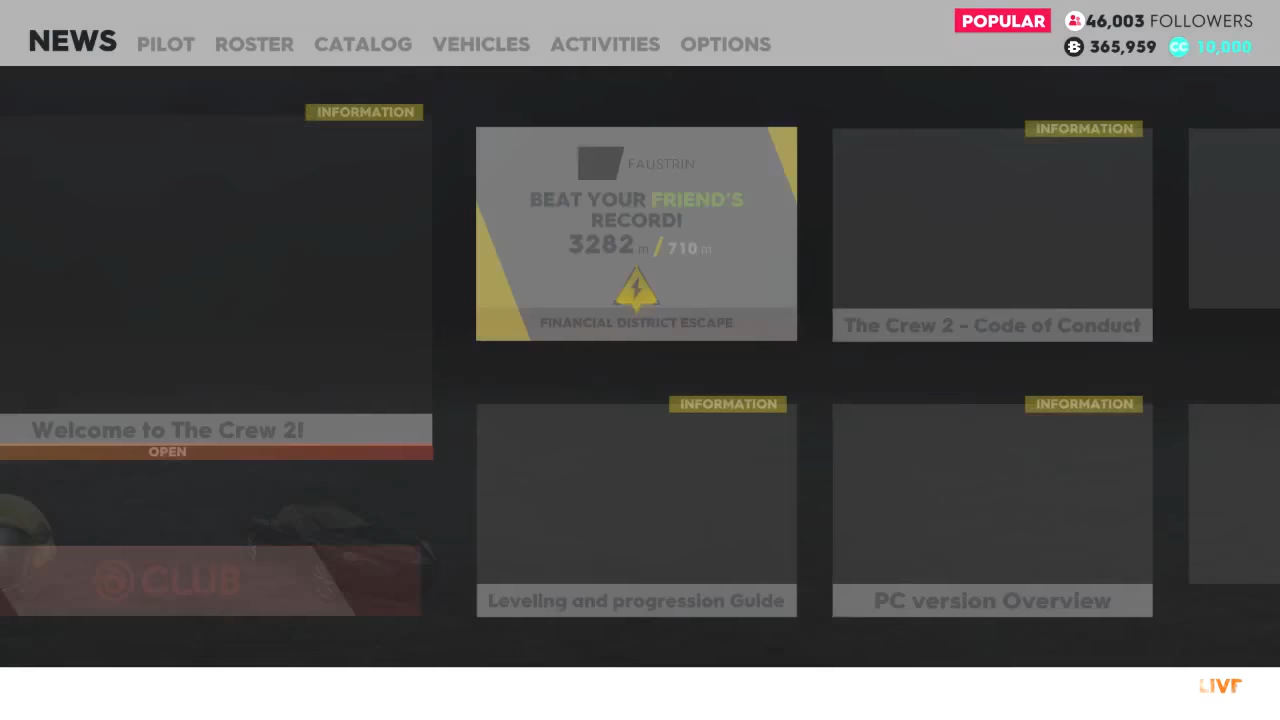 NEWS PILOT ROSTER CATALOG VEHICLES ACTIVITIES OPTIONS
POPULAR 46,003 FOLLOWERS
365,959 CC 10,000
INFORMATION
Welcome to The Crew 2!
OPEN
CLUB
FAUSTRIN
BEAT YOUR FRIEND'S
RECORD!
3282 m / 710 m
FINANCIAL DISTRICT ESCAPE
INFORMATION
The Crew 2 - Code of Conduct
INFORMATION
Leveling and progression Guide
INFORMATION
PC version Overview
LIVE